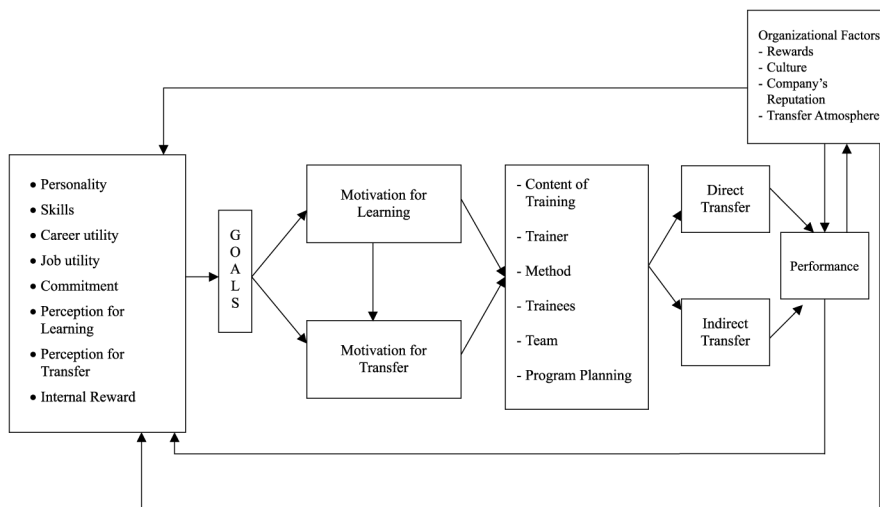 Organizational Factors
- Rewards
- Culture
- Company's
Reputation
- Transfer Atmosphere
• Personality
• Skills
• Career utility
• Job utility
• Commitment
• Perception for
Learning
• Perception for
Transfer
• Internal Reward
G
O
A
L
S
Motivation for
Learning
Motivation for
Transfer
- Content of
Training
- Trainer
- Method
- Trainees
- Team
- Program Planning
Direct
Transfer
Indirect
Transfer
Performance